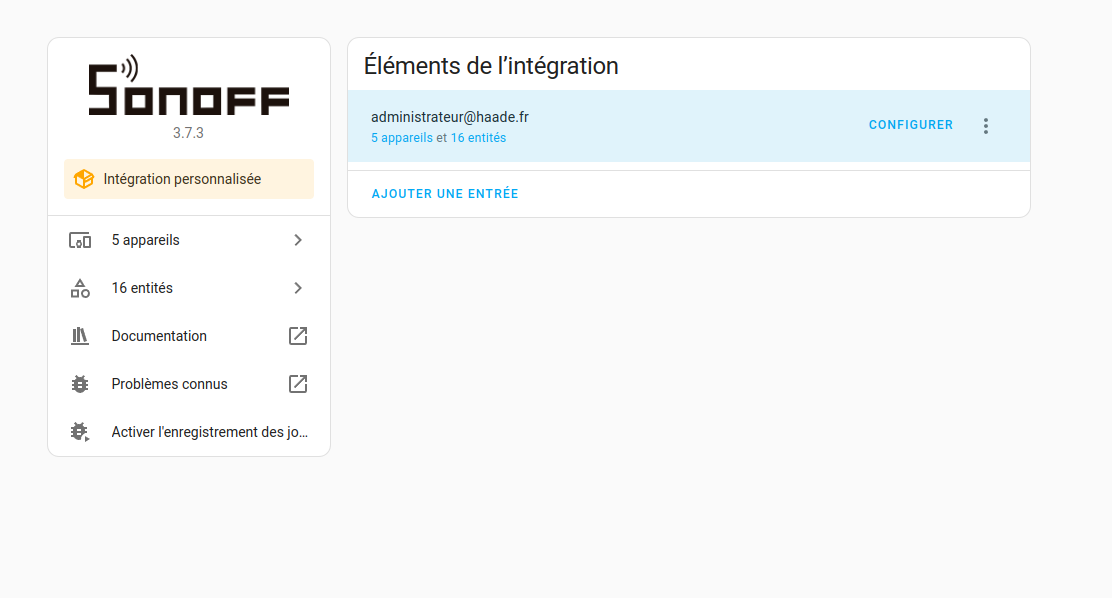 SONOFF
3.7.3
Intégration personnalisée
5 appareils
16 entités
Documentation
Problèmes connus
Activer l'enregistrement des jo...
Éléments de l’intégration
administrateur@haade.fr
5 appareils et 16 entités
CONFIGURER
AJOUTER UNE ENTRÉE